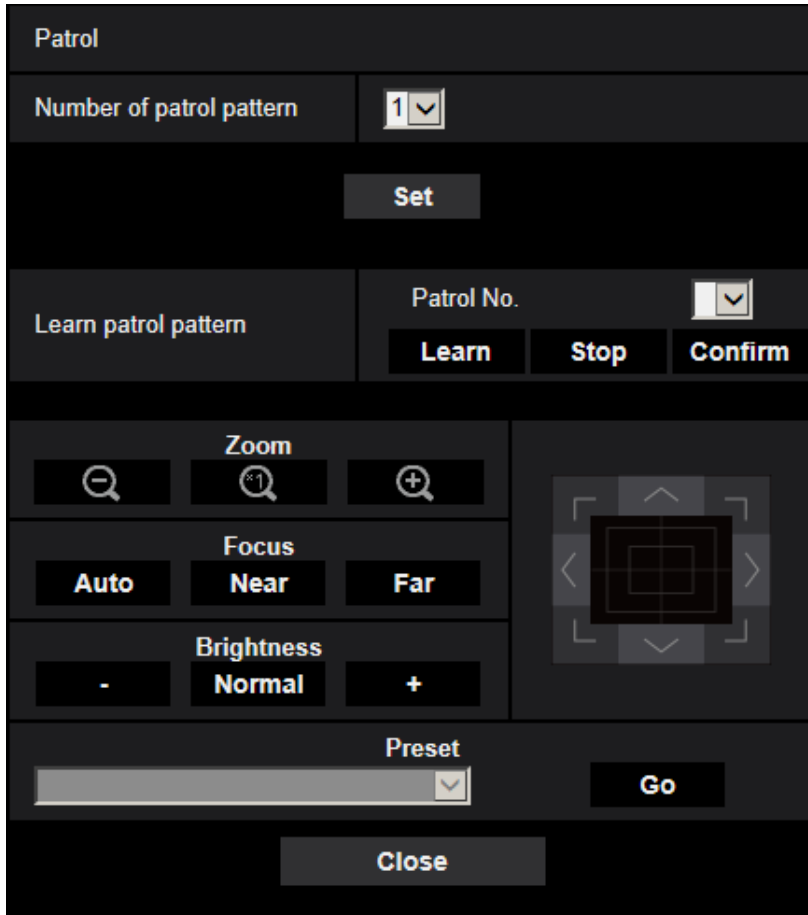 Patrol
Number of patrol pattern
1
Set
Learn patrol pattern
Patrol No.
Learn Stop Confirm
Zoom
×1
Focus
Auto Near Far
Brightness
- Normal +
Preset
Go
Close